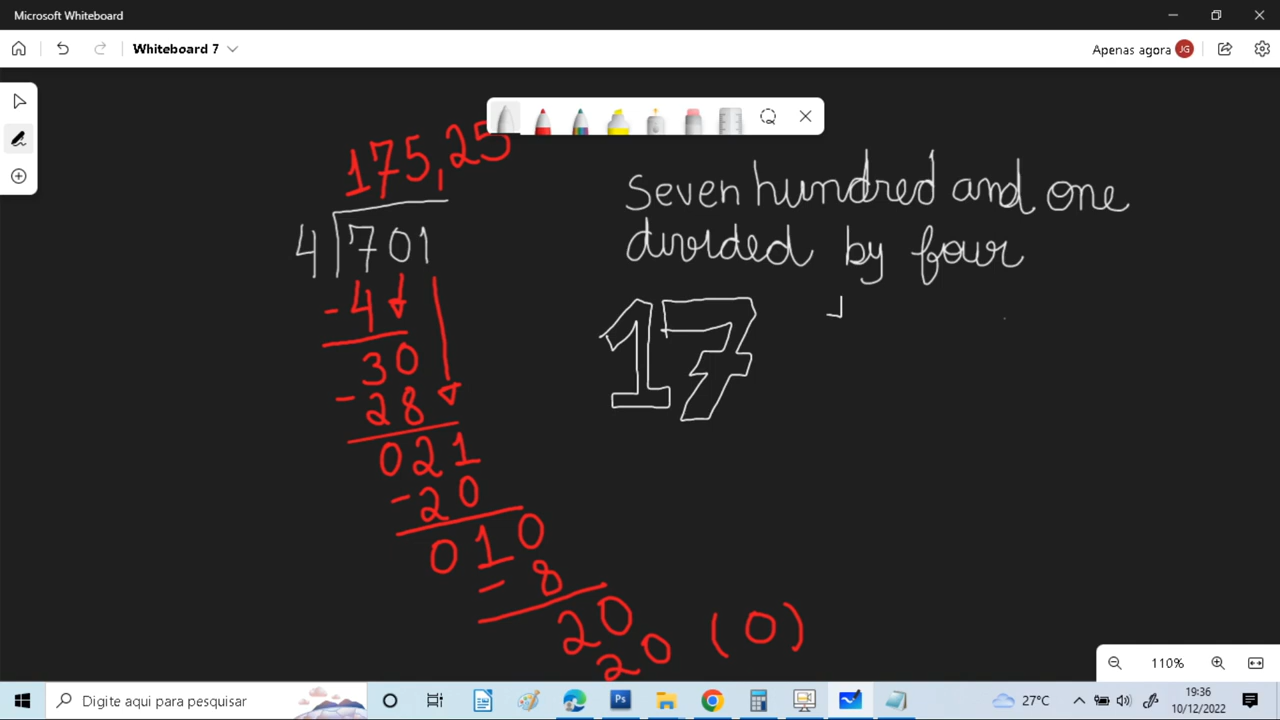 Microsoft Whiteboard
Whiteboard 7
Apenas agora JG
175,25
4 701
-4
30
-28
021
-20
010
-8
20
20 (0)
Seven hundred and one
divided by four
17
110%
Digite aqui para pesquisar
Ps
27°C
19:36
10/12/2022